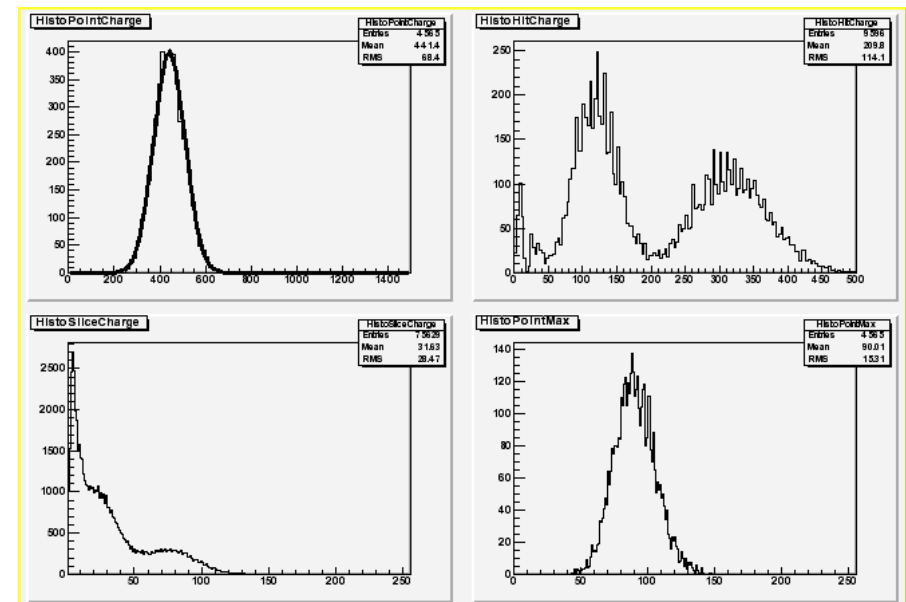 HistoPointCharge
HistoPointCharge
Entries 4565
Mean 441.4
RMS 68.4
400
350
300
250
200
150
100
50
0
0 200 400 600 800 1000 1200 1400
HistoHitCharge
HistoHitCharge
Entries 9596
Mean 209.8
RMS 114.1
250
200
150
100
50
0
0 50 100 150 200 250 300 350 400 450 500
HistoSliceCharge
HistoSliceCharge
Entries 75629
Mean 31.63
RMS 28.47
2500
2000
1500
1000
500
0
50 100 150 200 250
HistoPointMax
HistoPointMax
Entries 4565
Mean 90.01
RMS 15.31
140
120
100
80
60
40
20
0
0 50 100 150 200 250